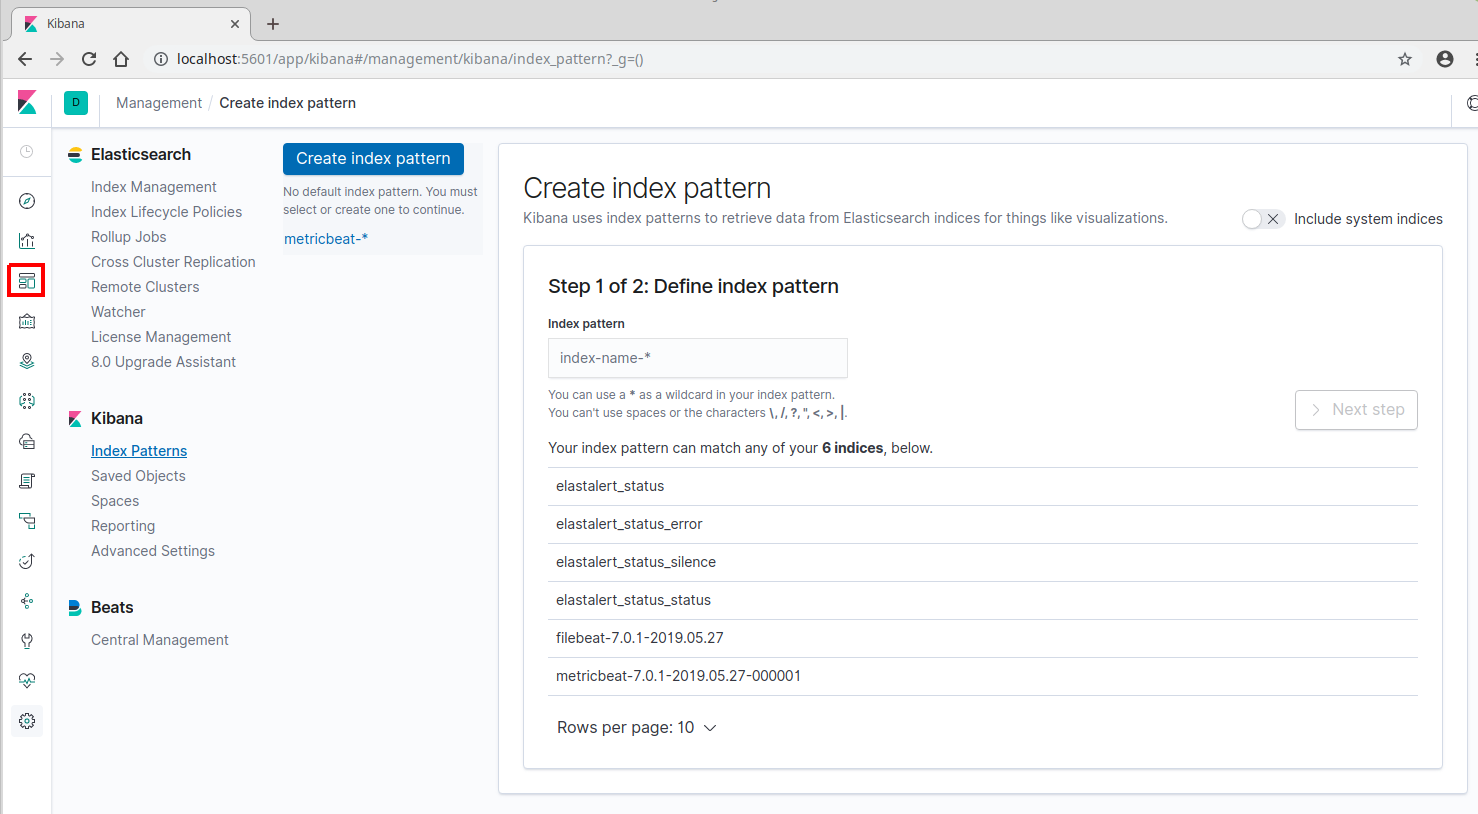 Kibana
localhost:5601/app/kibana#/management/kibana/index_pattern?_g=()
D
Management / Create index pattern
Elasticsearch
Index Management
Index Lifecycle Policies
Rollup Jobs
Cross Cluster Replication
Remote Clusters
Watcher
License Management
8.0 Upgrade Assistant
Kibana
Index Patterns
Saved Objects
Spaces
Reporting
Advanced Settings
Beats
Central Management
Create index pattern
No default index pattern. You must
select or create one to continue.
metricbeat-*
Create index pattern
Kibana uses index patterns to retrieve data from Elasticsearch indices for things like visualizations.
Include system indices
Step 1 of 2: Define index pattern
Index pattern
index-name-*
You can use a * as a wildcard in your index pattern.
You can't use spaces or the characters \, /, ?, ", <, >, |.
Next step
Your index pattern can match any of your 6 indices, below.
elastalert_status
elastalert_status_error
elastalert_status_silence
elastalert_status_status
filebeat-7.0.1-2019.05.27
metricbeat-7.0.1-2019.05.27-000001
Rows per page: 10